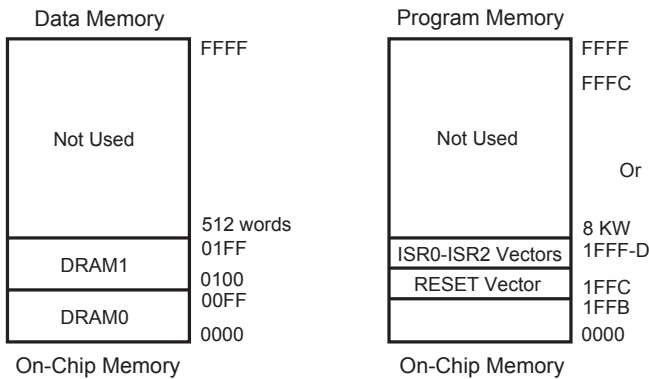 Data Memory
FFFF
Not Used
512 words
01FF
DRAM1
0100
00FF
DRAM0
0000
On-Chip Memory
Program Memory
FFFF
FFFC
Not Used
Or
8 KW
ISR0-ISR2 Vectors
1FFF-D
RESET Vector
1FFC
1FFB
0000
On-Chip Memory